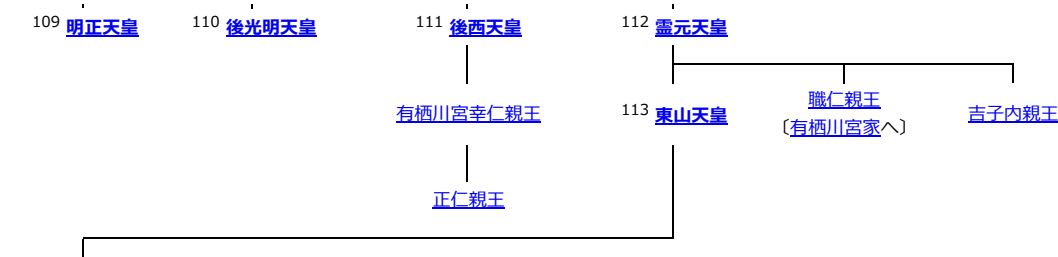 109 明正天皇 110 後光明天皇 111 後西天皇 112 霊元天皇
有栖川宮幸仁親王 113 東山天皇 職仁親王 吉子内親王
〔有栖川宮家へ〕
正仁親王